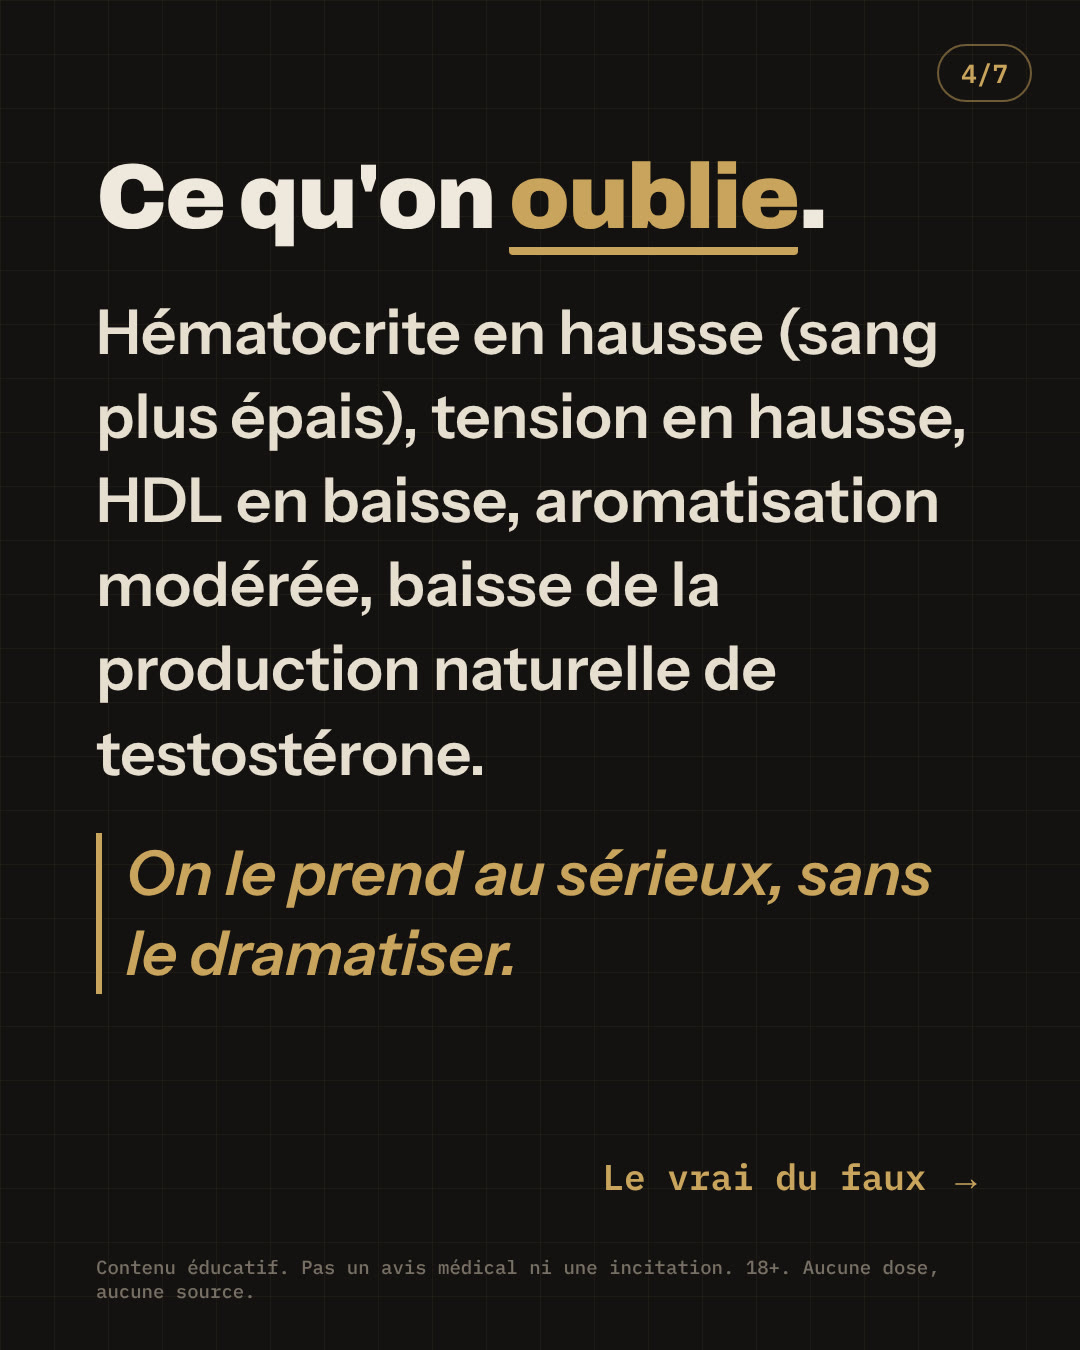 4/7
Ce qu'on oublie.
Hématocrite en hausse (sang
plus épais), tension en hausse,
HDL en baisse, aromatisation
modérée, baisse de la
production naturelle de
testostérone.
On le prend au sérieux, sans
le dramatiser.
Le vrai du faux →
Contenu éducatif. Pas un avis médical ni une incitation. 18+. Aucune dose,
aucune source.